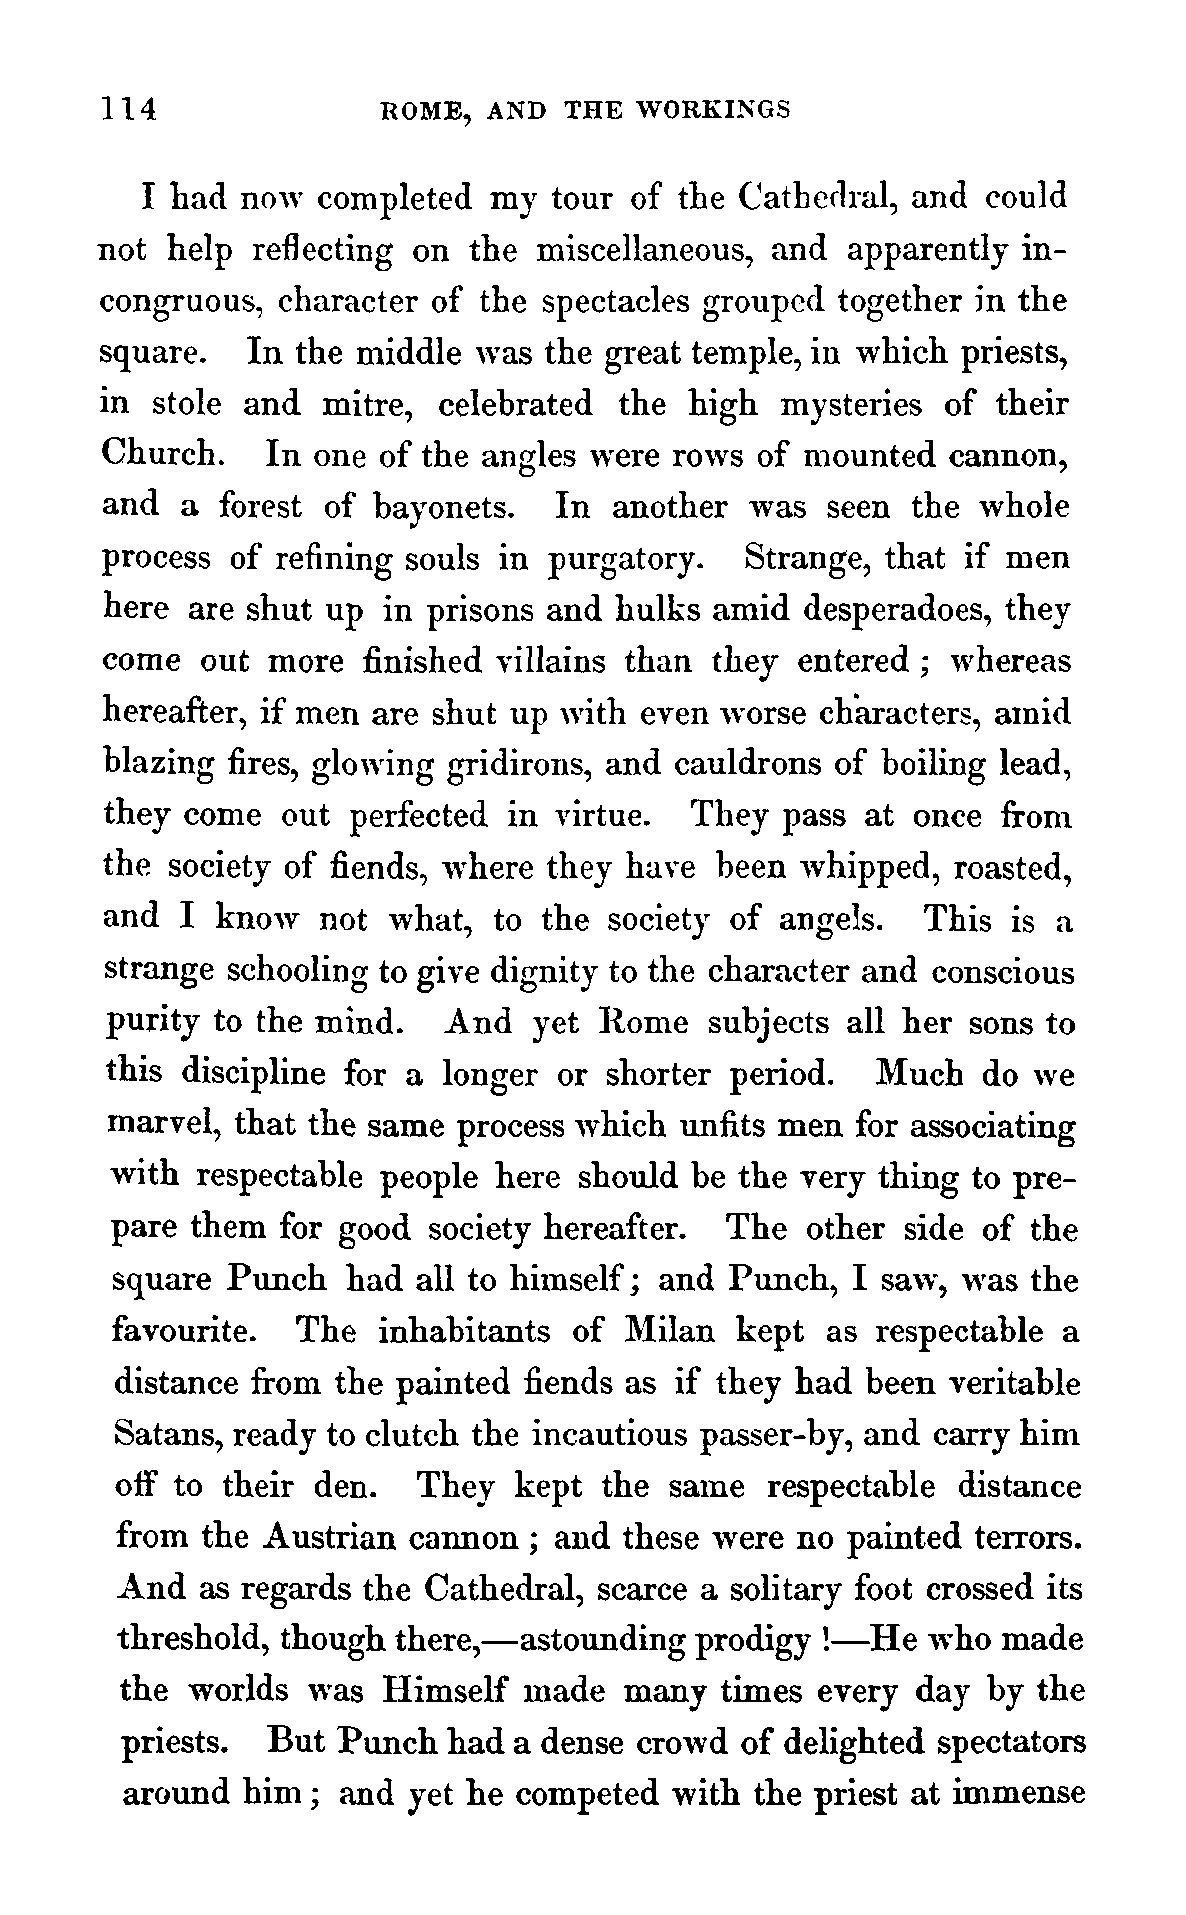 114 ROME, AND THE WORKINGS
I had now completed my tour of the Cathedral, and could
not help reflecting on the miscellaneous, and apparently in-
congruous, character of the spectacles grouped together in the
square. In the middle was the great temple, in which priests,
in stole and mitre, celebrated the high mysteries of their
Church. In one of the angles were rows of mounted cannon,
and a forest of bayonets. In another was seen the whole
process of refining souls in purgatory. Strange, that if men
here are shut up in prisons and hulks amid desperadoes, they
come out more finished villains than they entered ; whereas
hereafter, if men are shut up with even worse characters, amid
blazing fires, glowing gridirons, and cauldrons of boiling lead,
they come out perfected in virtue. They pass at once from
the society of fiends, where they have been whipped, roasted,
and I know not what, to the society of angels. This is a
strange schooling to give dignity to the character and conscious
purity to the mind. And yet Rome subjects all her sons to
this discipline for a longer or shorter period. Much do we
marvel, that the same process which unfits men for associating
with respectable people here should be the very thing to pre-
pare them for good society hereafter. The other side of the
square Punch had all to himself ; and Punch, I saw, was the
favourite. The inhabitants of Milan kept as respectable a
distance from the painted fiends as if they had been veritable
Satans, ready to clutch the incautious passer-by, and carry him
off to their den. They kept the same respectable distance
from the Austrian cannon ; and these were no painted terrors.
And as regards the Cathedral, scarce a solitary foot crossed its
threshold, though there,—astounding prodigy !—He who made
the worlds was Himself made many times every day by the
priests. But Punch had a dense crowd of delighted spectators
around him ; and yet he competed with the priest at immense